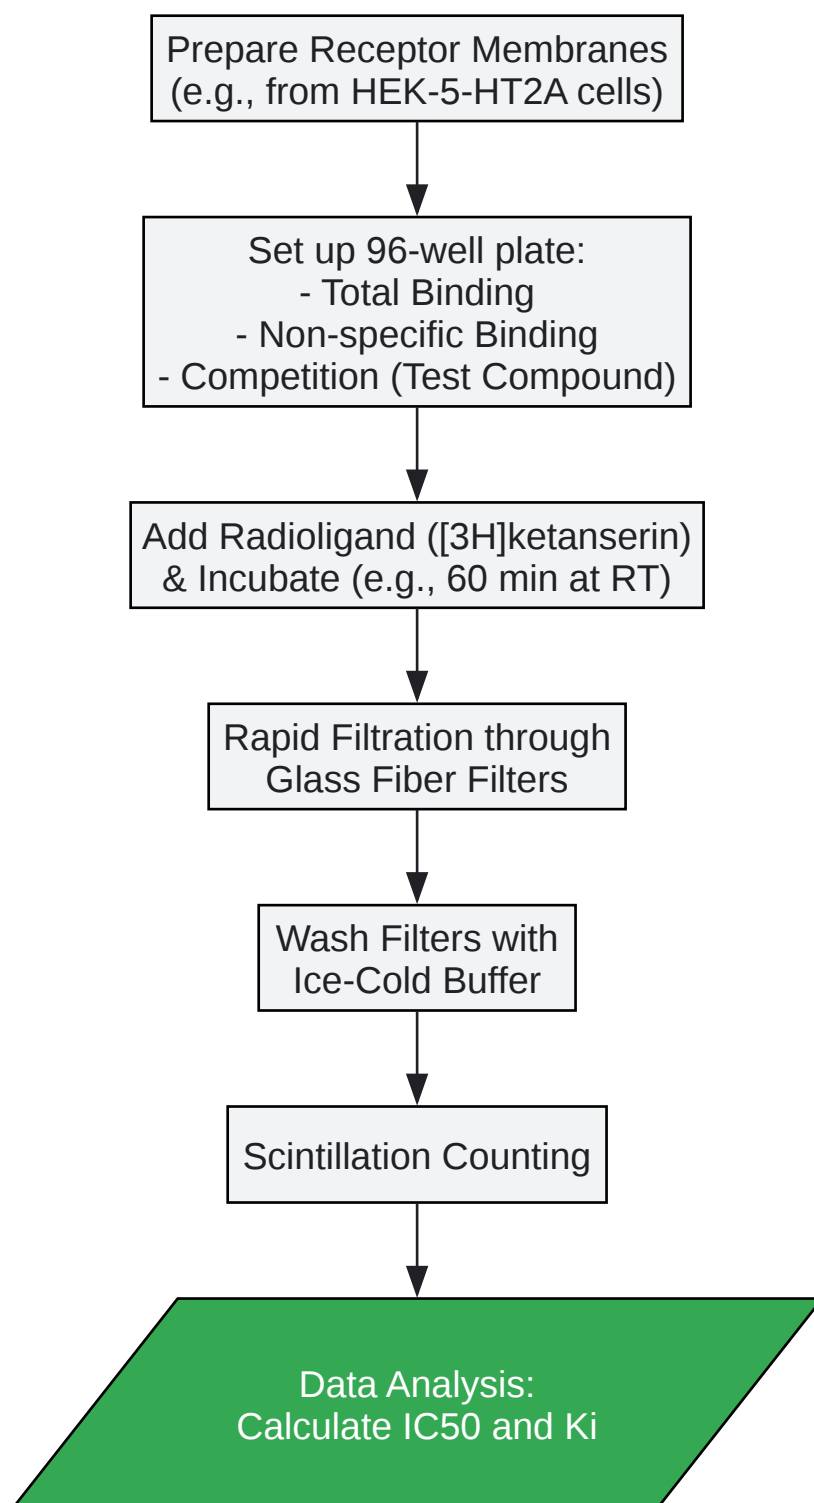 Prepare Receptor Membranes
(e.g., from HEK-5-HT2A cells)
Set up 96-well plate:
- Total Binding
- Non-specific Binding
- Competition (Test Compound)
Add Radioligand ([3H]ketanserin)
& Incubate (e.g., 60 min at RT)
Rapid Filtration through
Glass Fiber Filters
Wash Filters with
Ice-Cold Buffer
Scintillation Counting
Data Analysis:
Calculate IC50 and Ki